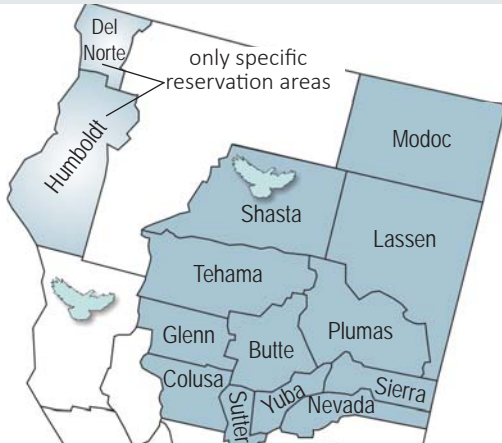 Del
Norte
only specific
reservation areas
Humboldt
Modoc
Shasta
Lassen
Tehama
Glenn
Butte
Plumas
Colusa
Sutter
Yuba
Sierra
Nevada